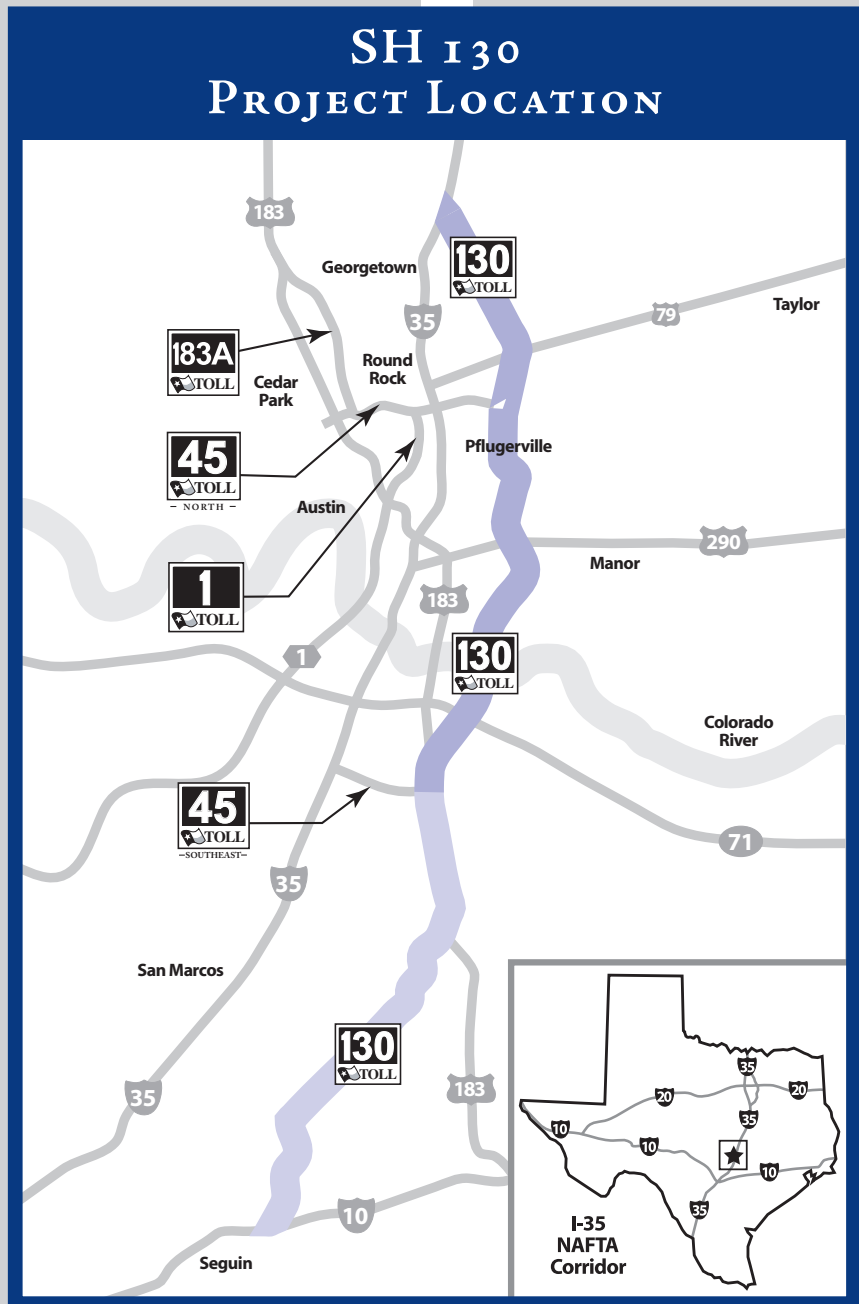 SH 130
Project Location
183
Georgetown
130
TOLL
35
79
Taylor
183A
TOLL
Round
Rock
Cedar
Park
45
TOLL
– NORTH –
Pflugerville
Austin
290
Manor
1
TOLL
183
130
TOLL
1
Colorado
River
45
TOLL
–SOUTHEAST–
71
35
San Marcos
130
TOLL
35
183
10
Seguin
35
20
20
35
10
10
10
35
I-35
NAFTA
Corridor